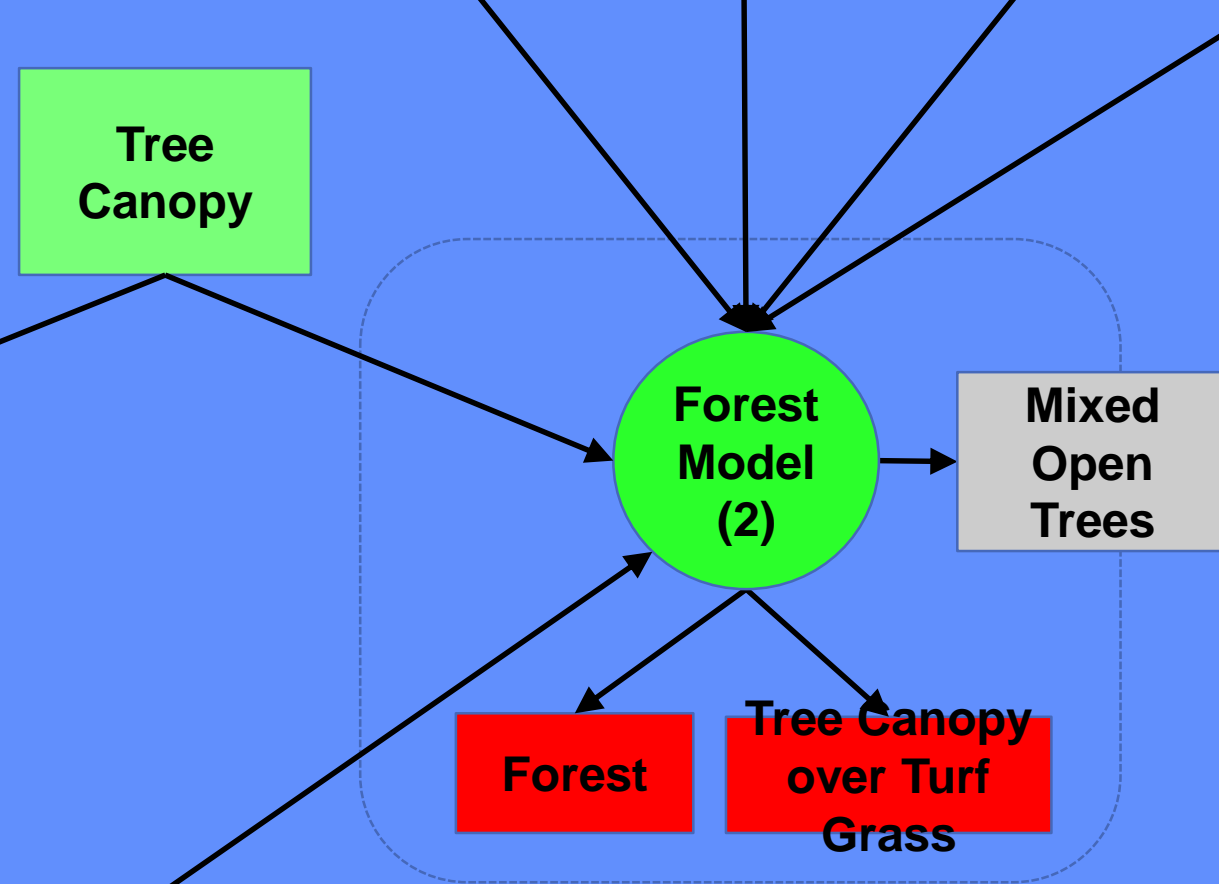 Tree
Canopy
Forest
Model
(2)
Mixed
Open
Trees
Forest
Tree Canopy
over Turf
Grass